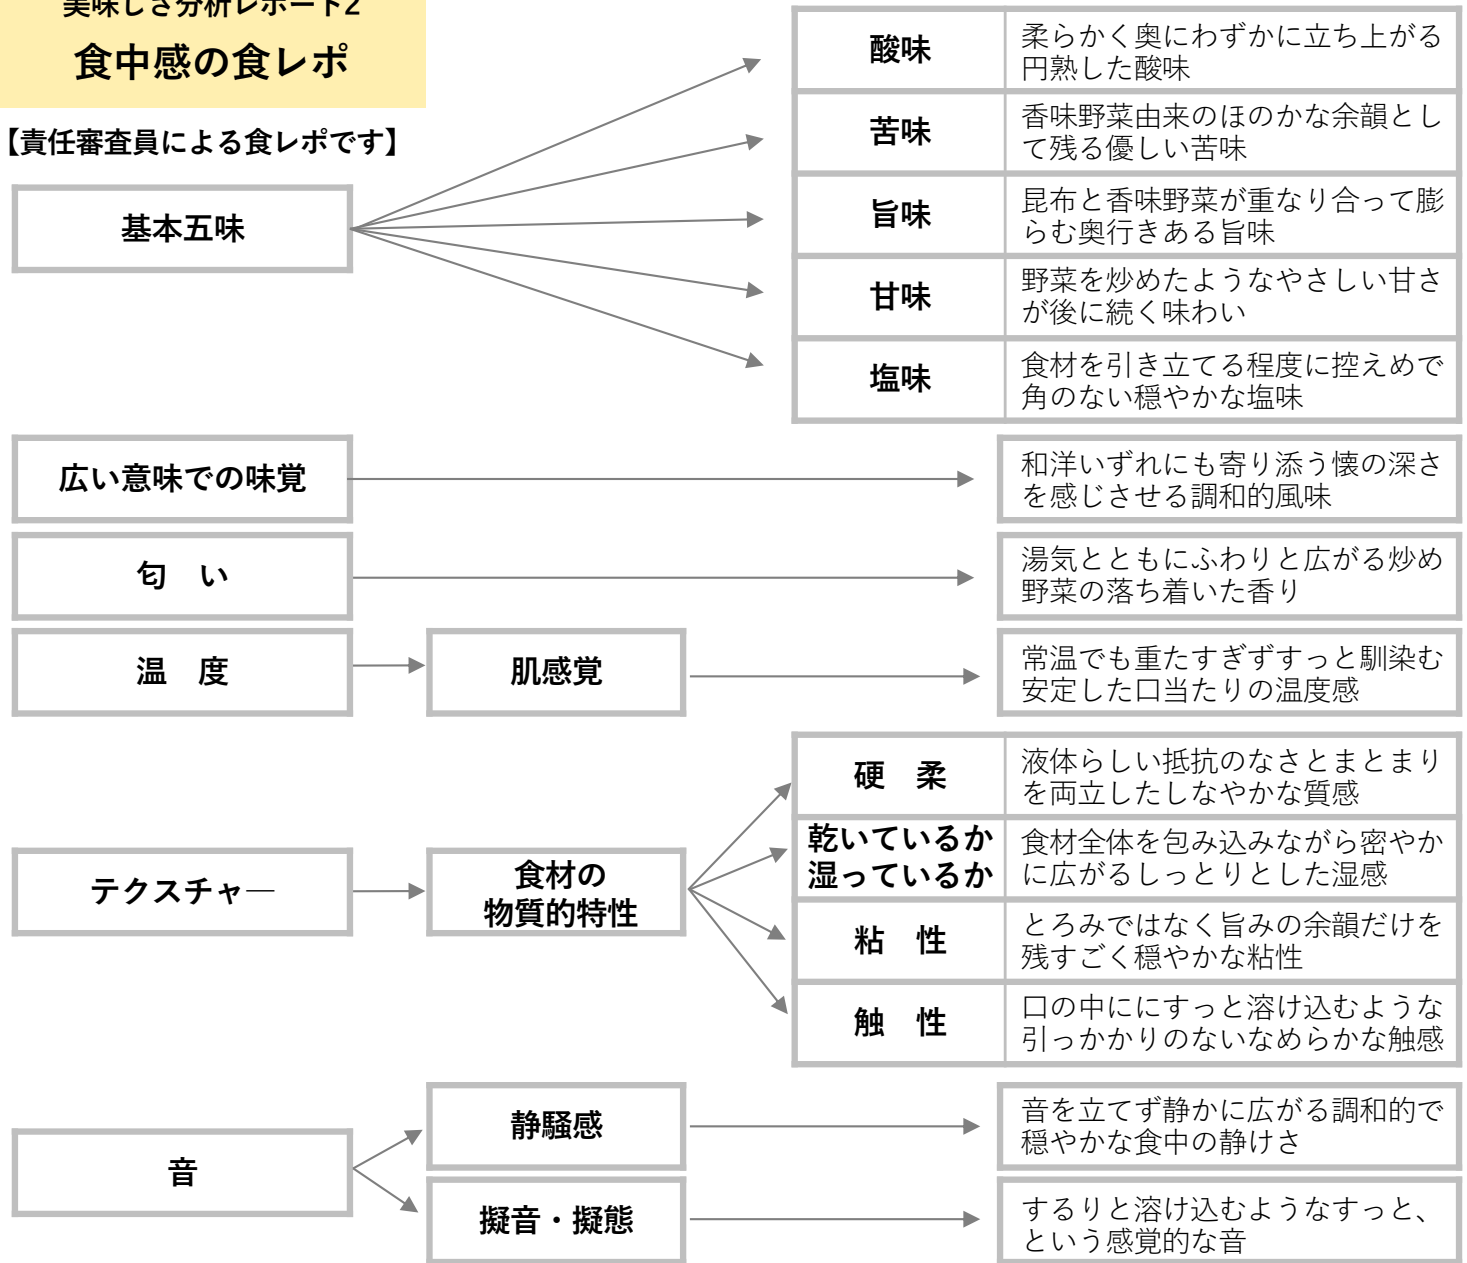 美味しさ分析レポート2
食中感の食レポ
【責任審査員による食レポです】
基本五味
酸味
柔らかく奥にわずかに立ち上がる
円熟した酸味
苦味
香味野菜由来のほのかな余韻とし
て残る優しい苦味
旨味
昆布と香味野菜が重なり合って膨
らむ奥行きある旨味
甘味
野菜を炒めたようなやさしい甘さ
が後に続く味わい
塩味
食材を引き立てる程度に控えめで
角のない穏やかな塩味
広い意味での味覚
和洋いずれにも寄り添う懐の深さ
を感じさせる調和的風味
匂　い
湯気とともにふわりと広がる炒め
野菜の落ち着いた香り
温　度
肌感覚
常温でも重たすぎずすっと馴染む
安定した口当たりの温度感
テクスチャ―
食材の
物質的特性
硬　柔
液体らしい抵抗のなさとまとまり
を両立したしなやかな質感
乾いているか
湿っているか
食材全体を包み込みながら密やか
に広がるしっとりとした湿感
粘　性
とろみではなく旨みの余韻だけを
残すごく穏やかな粘性
触　性
口の中ににすっと溶け込むような
引っかかりのないなめらかな触感
音
静騒感
音を立てず静かに広がる調和的で
穏やかな食中の静けさ
擬音・擬態
するりと溶け込むようなすっと、
という感覚的な音